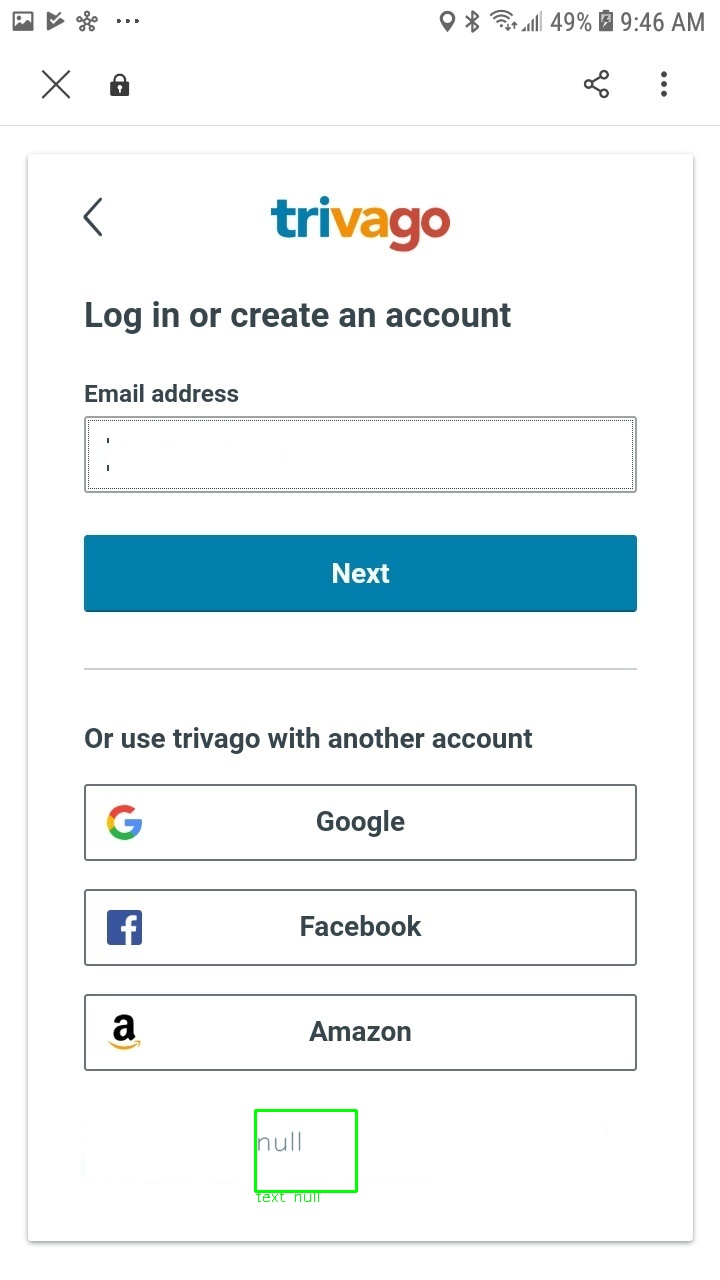 49% 9:46 AM
trivago
Log in or create an account
Email address
Next
Or use trivago with another account
Google
Facebook
Amazon
null
text null